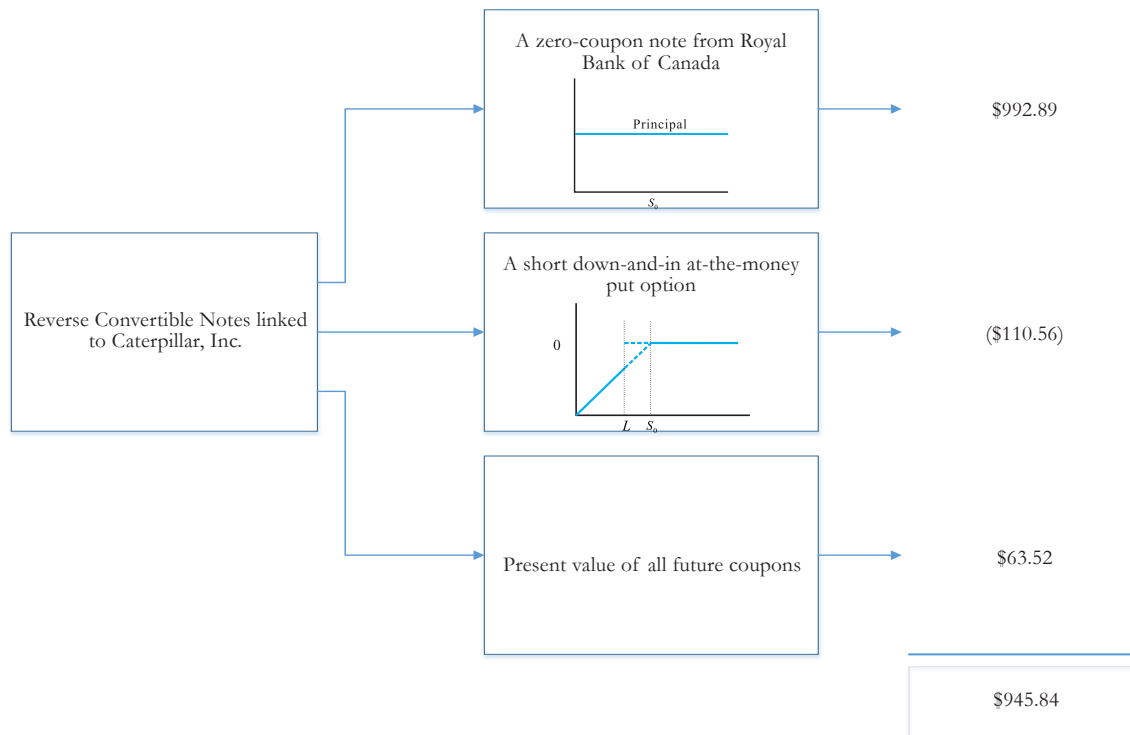 A zero-coupon note from Royal
Bank of Canada
Principal
S₀
$992.89
Reverse Convertible Notes linked
to Caterpillar, Inc.
A short down-and-in at-the-money
put option
0
L
S₀
($110.56)
Present value of all future coupons
$63.52
$945.84